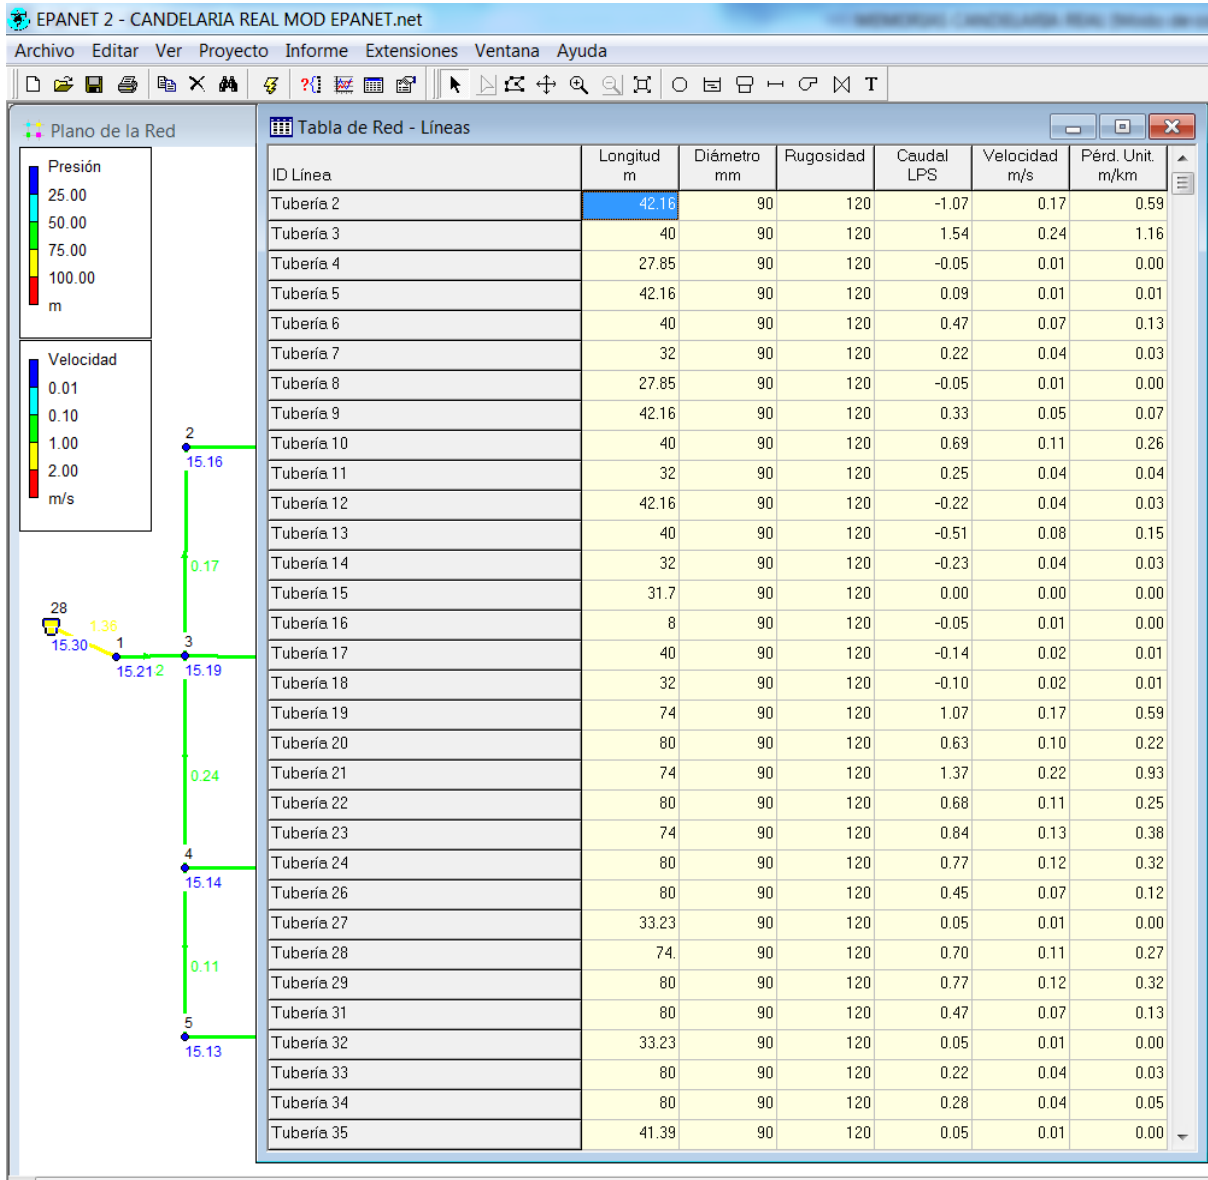 EPANET 2 - CANDELARIA REAL MOD EPANET.net
Archivo Editar Ver Proyecto Informe Extensiones Ventana Ayuda
T
Plano de la Red
Presión
25.00
50.00
75.00
100.00
m
Velocidad
0.01
0.10
1.00
2.00
m/s
2
15.16
0.17
28
1.36
15.30
1
15.21
2
3
15.19
0.24
4
15.14
0.11
5
15.13
Tabla de Red - Líneas
ID Línea Longitud m Diámetro mm Rugosidad Caudal LPS Velocidad m/s Pérd. Unit. m/km
Tubería 2 42.16 90 120 -1.07 0.17 0.59
Tubería 3 40 90 120 1.54 0.24 1.16
Tubería 4 27.85 90 120 -0.05 0.01 0.00
Tubería 5 42.16 90 120 0.09 0.01 0.01
Tubería 6 40 90 120 0.47 0.07 0.13
Tubería 7 32 90 120 0.22 0.04 0.03
Tubería 8 27.85 90 120 -0.05 0.01 0.00
Tubería 9 42.16 90 120 0.33 0.05 0.07
Tubería 10 40 90 120 0.69 0.11 0.26
Tubería 11 32 90 120 0.25 0.04 0.04
Tubería 12 42.16 90 120 -0.22 0.04 0.03
Tubería 13 40 90 120 -0.51 0.08 0.15
Tubería 14 32 90 120 -0.23 0.04 0.03
Tubería 15 31.7 90 120 0.00 0.00 0.00
Tubería 16 8 90 120 -0.05 0.01 0.00
Tubería 17 40 90 120 -0.14 0.02 0.01
Tubería 18 32 90 120 -0.10 0.02 0.01
Tubería 19 74 90 120 1.07 0.17 0.59
Tubería 20 80 90 120 0.63 0.10 0.22
Tubería 21 74 90 120 1.37 0.22 0.93
Tubería 22 80 90 120 0.68 0.11 0.25
Tubería 23 74 90 120 0.84 0.13 0.38
Tubería 24 80 90 120 0.77 0.12 0.32
Tubería 26 80 90 120 0.45 0.07 0.12
Tubería 27 33.23 90 120 0.05 0.01 0.00
Tubería 28 74. 90 120 0.70 0.11 0.27
Tubería 29 80 90 120 0.77 0.12 0.32
Tubería 31 80 90 120 0.47 0.07 0.13
Tubería 32 33.23 90 120 0.05 0.01 0.00
Tubería 33 80 90 120 0.22 0.04 0.03
Tubería 34 80 90 120 0.28 0.04 0.05
Tubería 35 41.39 90 120 0.05 0.01 0.00